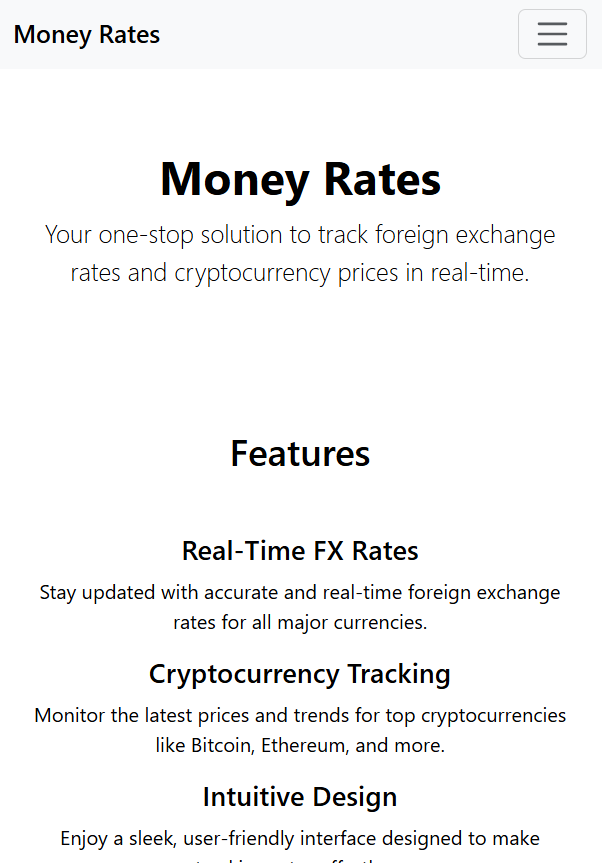 Money Rates
Money Rates
Your one-stop solution to track foreign exchange
rates and cryptocurrency prices in real-time.
Features
Real-Time FX Rates
Stay updated with accurate and real-time foreign exchange
rates for all major currencies.
Cryptocurrency Tracking
Monitor the latest prices and trends for top cryptocurrencies
like Bitcoin, Ethereum, and more.
Intuitive Design
Enjoy a sleek, user-friendly interface designed to make